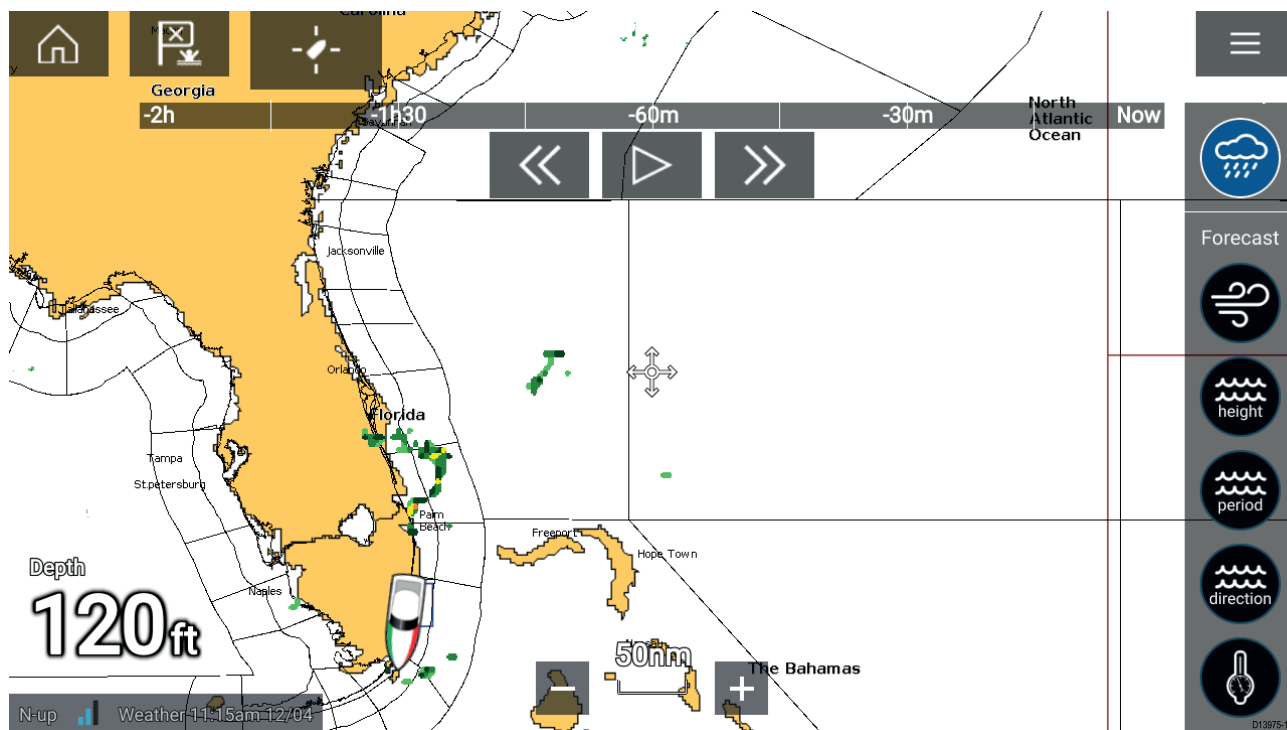 Carolina
Georgia
-2h
-1h30
-60m
-30m
Now
Savannah
North
Atlantic
Ocean
Forecast
Jacksonville
Tallahassee
Orlando
Florida
height
Tampa
St.petersburg
period
Palm
Beach
Freeport
Hope Town
Depth
120ft
Naples
direction
50nm
The Bahamas
N-up
Weather 11:15am 12/04
D13975-1